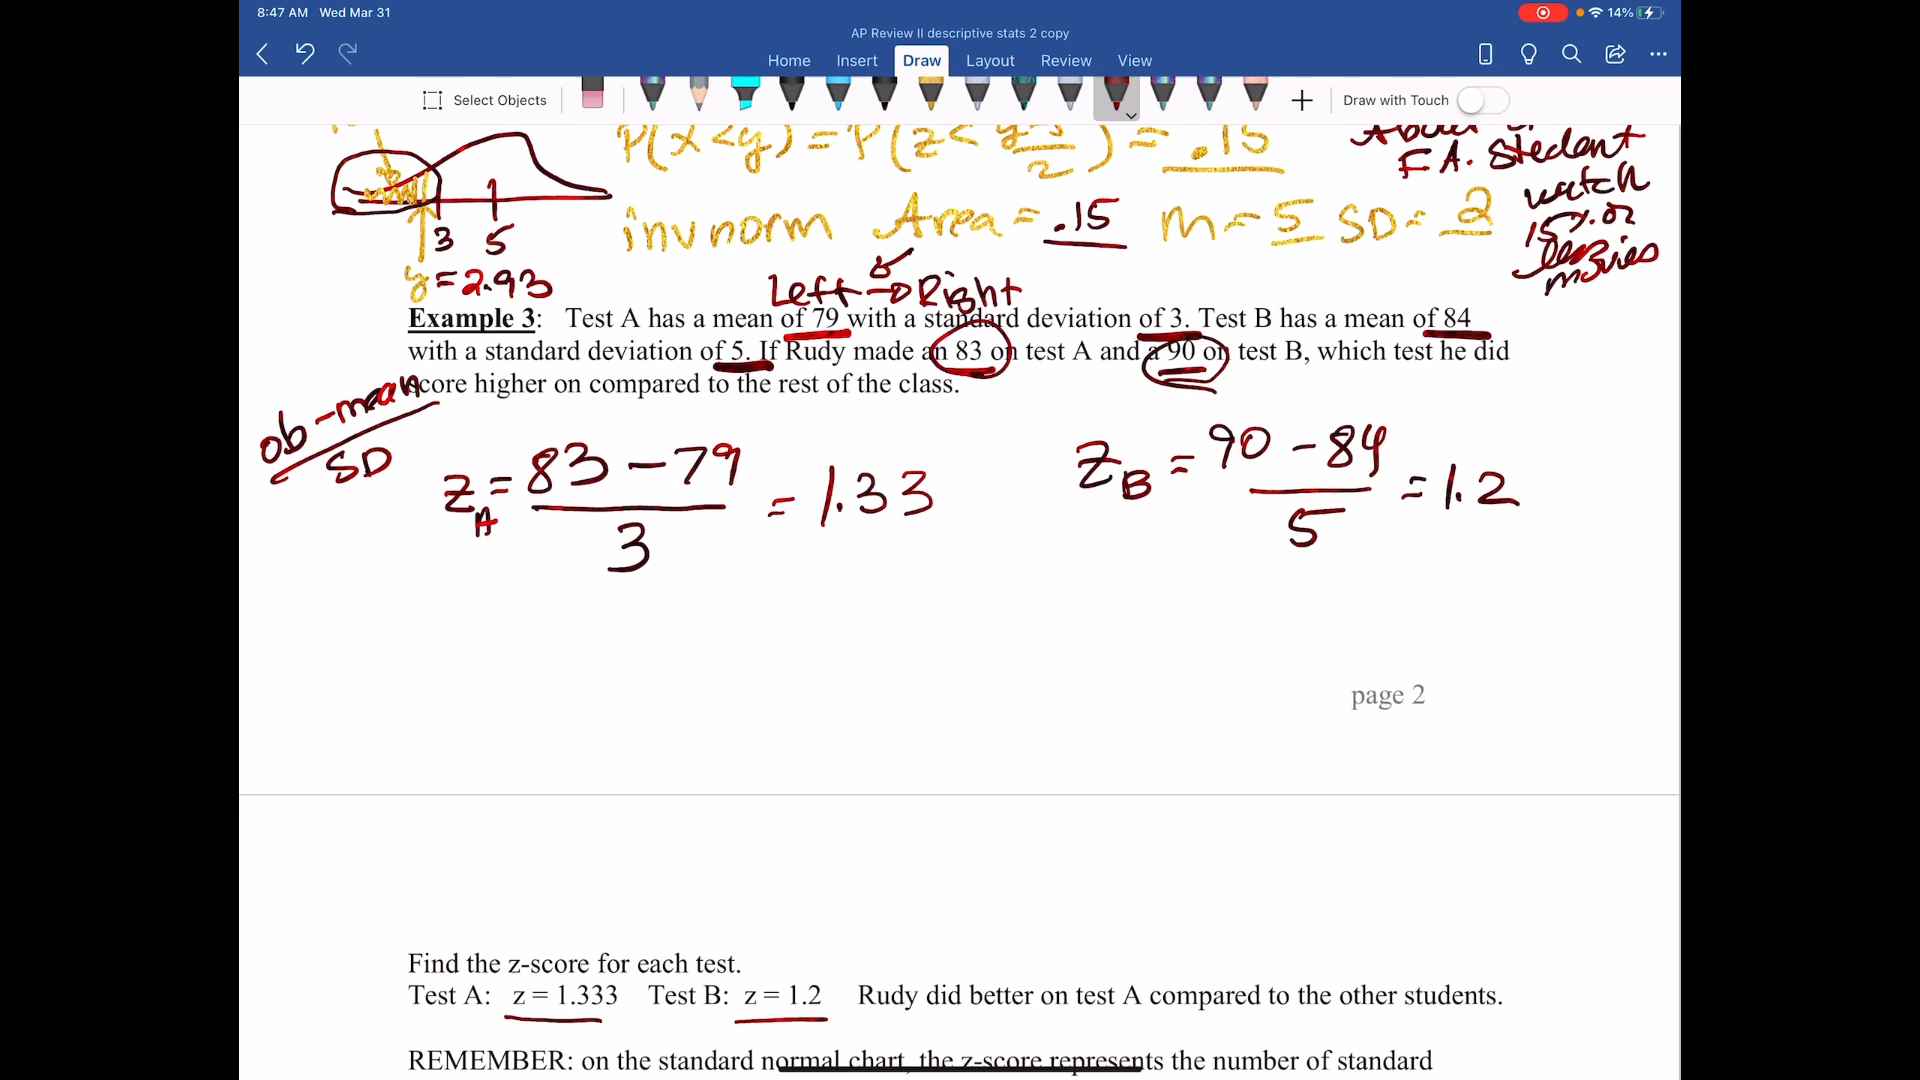 8:47 AM Wed Mar 31
14%
AP Review II descriptive stats 2 copy
Home Insert Draw Layout Review View
Select Objects
Draw with Touch
P(x<y) = P(z< y-5/2) = .15
F.A. student
watch
15% or
less
movies
invnorm Area = .15 m = 5 SD = 2
3 5
y = 2.93
Left → Right
Example 3: Test A has a mean of 79 with a standard deviation of 3. Test B has a mean of 84
with a standard deviation of 5. If Rudy made an 83 on test A and a 90 on test B, which test he did
score higher on compared to the rest of the class.
ob - mean
SD
Z_A = 83 - 79 / 3 = 1.33
Z_B = 90 - 84 / 5 = 1.2
page 2
Find the z-score for each test.
Test A: z = 1.333 Test B: z = 1.2 Rudy did better on test A compared to the other students.
REMEMBER: on the standard normal chart, the z-score represents the number of standard